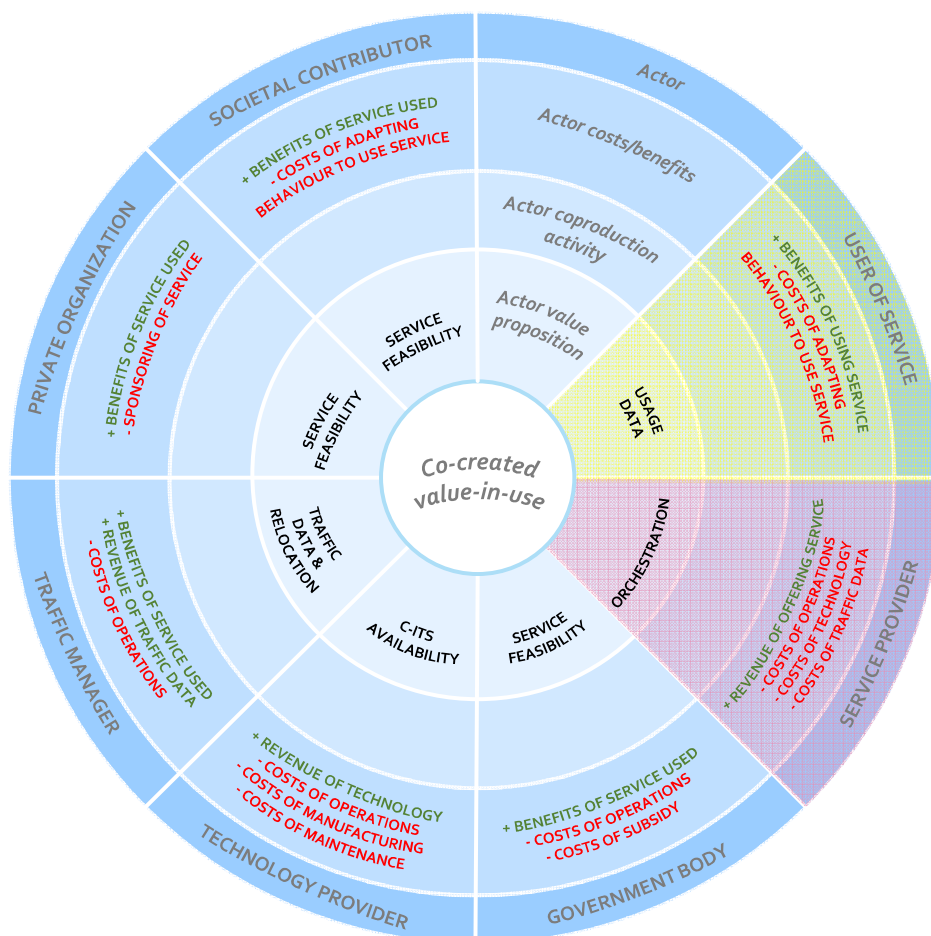 Actor
Actor costs/benefits
Actor coproduction
activity
Actor value
proposition
USER OF SERVICE
+ BENEFITS OF USING SERVICE
- COSTS OF ADAPTING
BEHAVIOUR TO USE SERVICE
USAGE
DATA
SERVICE PROVIDER
+ REVENUE OF OFFERING SERVICE
- COSTS OF OPERATIONS
- COSTS OF TECHNOLOGY
- COSTS OF TRAFFIC DATA
ORCHESTRATION
GOVERNMENT BODY
+ BENEFITS OF SERVICE USED
- COSTS OF OPERATIONS
- COSTS OF SUBSIDY
SERVICE
FEASIBILITY
TECHNOLOGY PROVIDER
+ REVENUE OF TECHNOLOGY
- COSTS OF OPERATIONS
- COSTS OF MANUFACTURING
- COSTS OF MAINTENANCE
C-ITS
AVAILABILITY
TRAFFIC MANAGER
+ BENEFITS OF SERVICE USED
+ REVENUE OF TRAFFIC DATA
- COSTS OF OPERATIONS
TRAFFIC
DATA &
RELOCATION
PRIVATE ORGANIZATION
+ BENEFITS OF SERVICE USED
- SPONSORING OF SERVICE
SERVICE
FEASIBILITY
SOCIETAL CONTRIBUTOR
+ BENEFITS OF SERVICE USED
- COSTS OF ADAPTING
BEHAVIOUR TO USE SERVICE
SERVICE
FEASIBILITY
Co-created
value-in-use